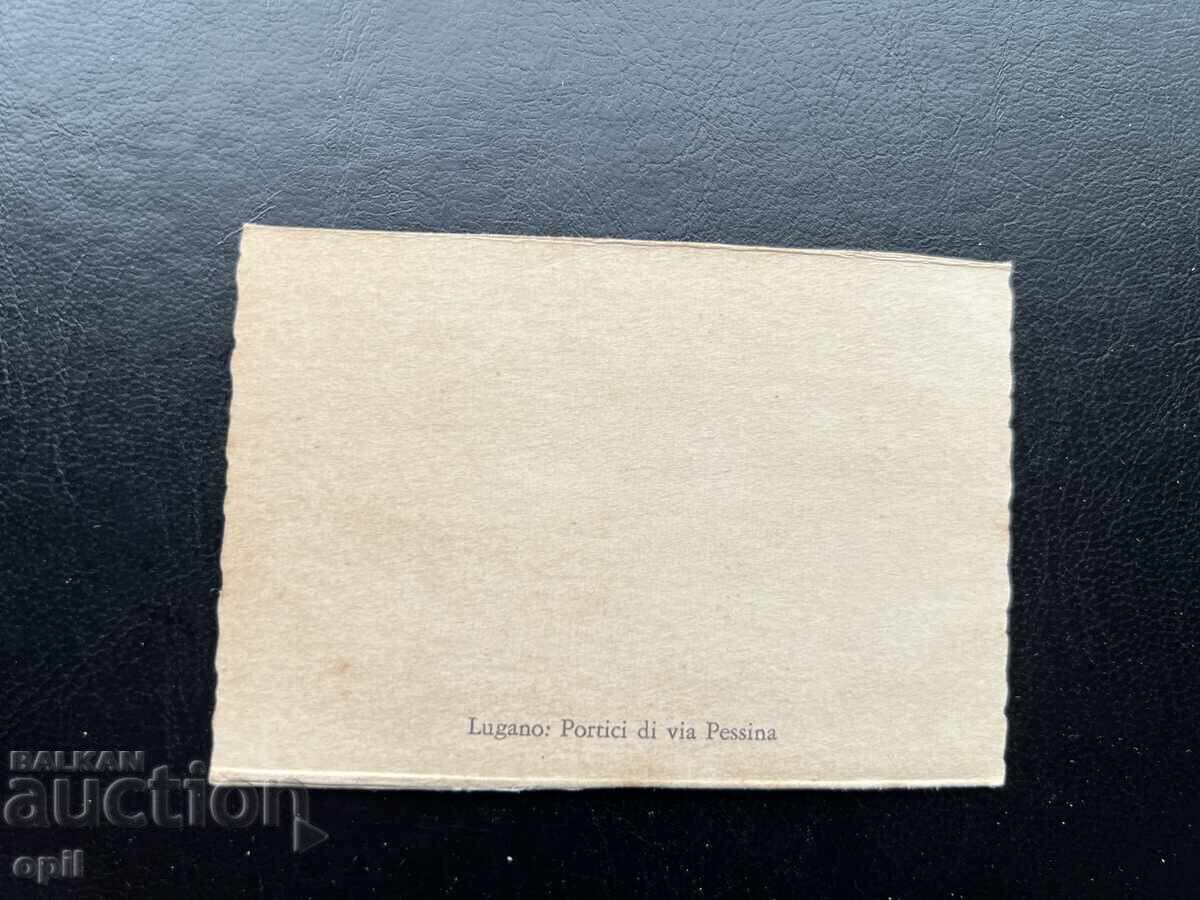 Lugano: Portici di via Pessina
BALKAN
auction
opil